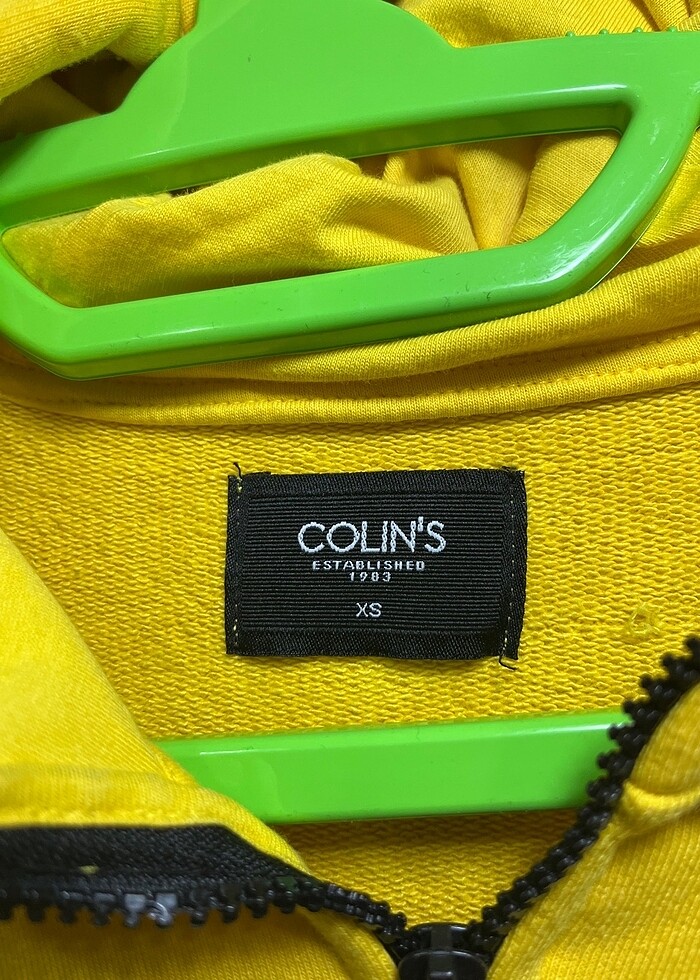 COLIN'S
ESTABLISHED
1983
XS